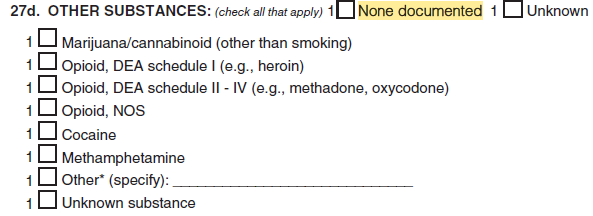 27d. OTHER SUBSTANCES: (check all that apply) 1 None documented 1 Unknown
1 Marijuana/cannabinoid (other than smoking)
1 Opioid, DEA schedule I (e.g., heroin)
1 Opioid, DEA schedule II - IV (e.g., methadone, oxycodone)
1 Opioid, NOS
1 Cocaine
1 Methamphetamine
1 Other* (specify): ______________________________
1 Unknown substance